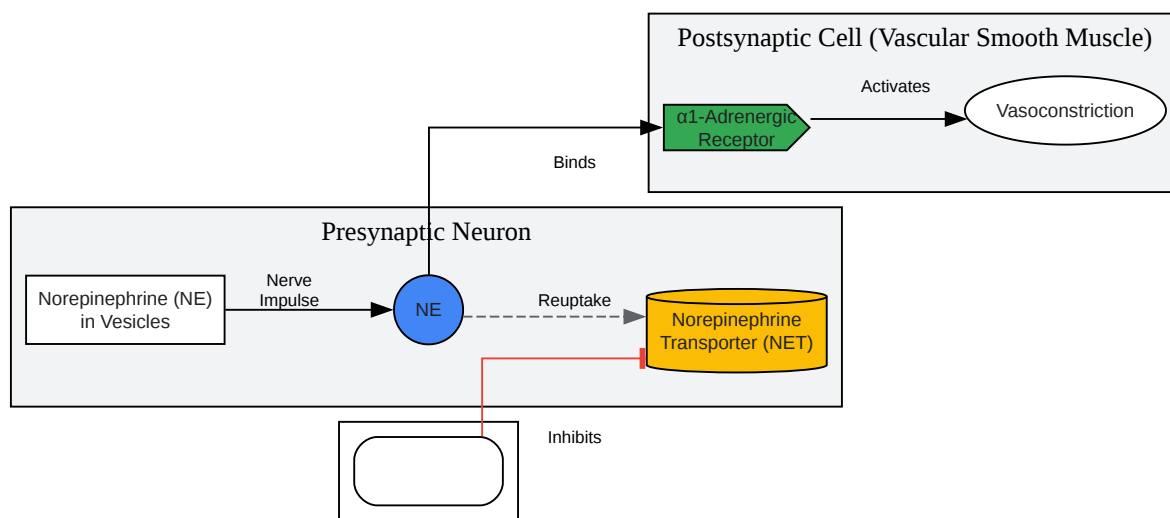 Postsynaptic Cell (Vascular Smooth Muscle)
α1-Adrenergic
Receptor
Activates
Vasoconstriction
Binds
Presynaptic Neuron
Norepinephrine (NE)
in Vesicles
Nerve
Impulse
NE
Reuptake
Norepinephrine
Transporter (NET)
Inhibits